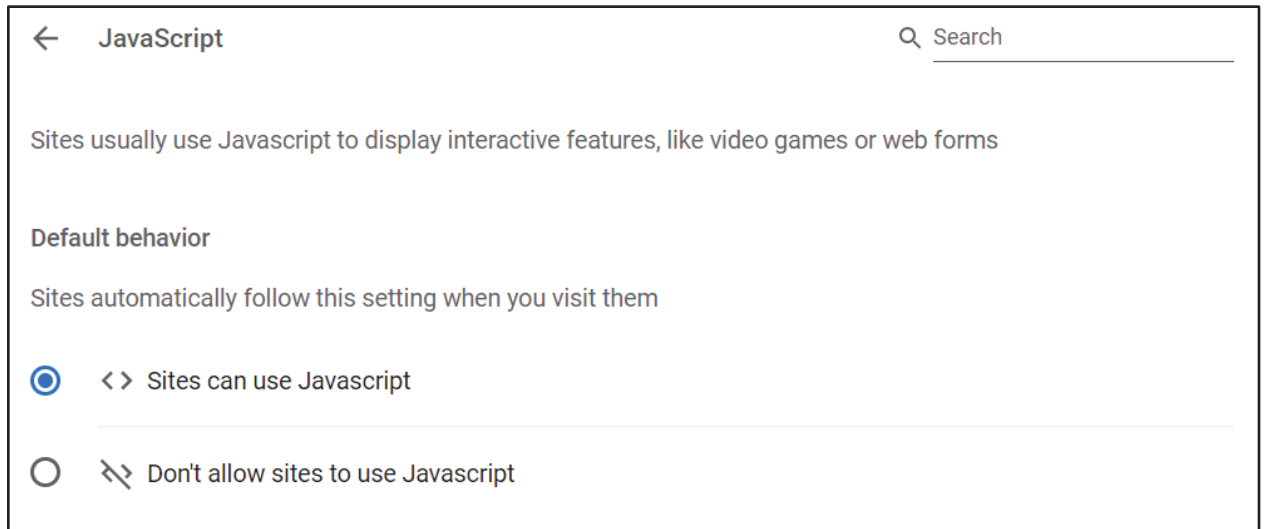 JavaScript
Search
Sites usually use Javascript to display interactive features, like video games or web forms
Default behavior
Sites automatically follow this setting when you visit them
Sites can use Javascript
Don't allow sites to use Javascript